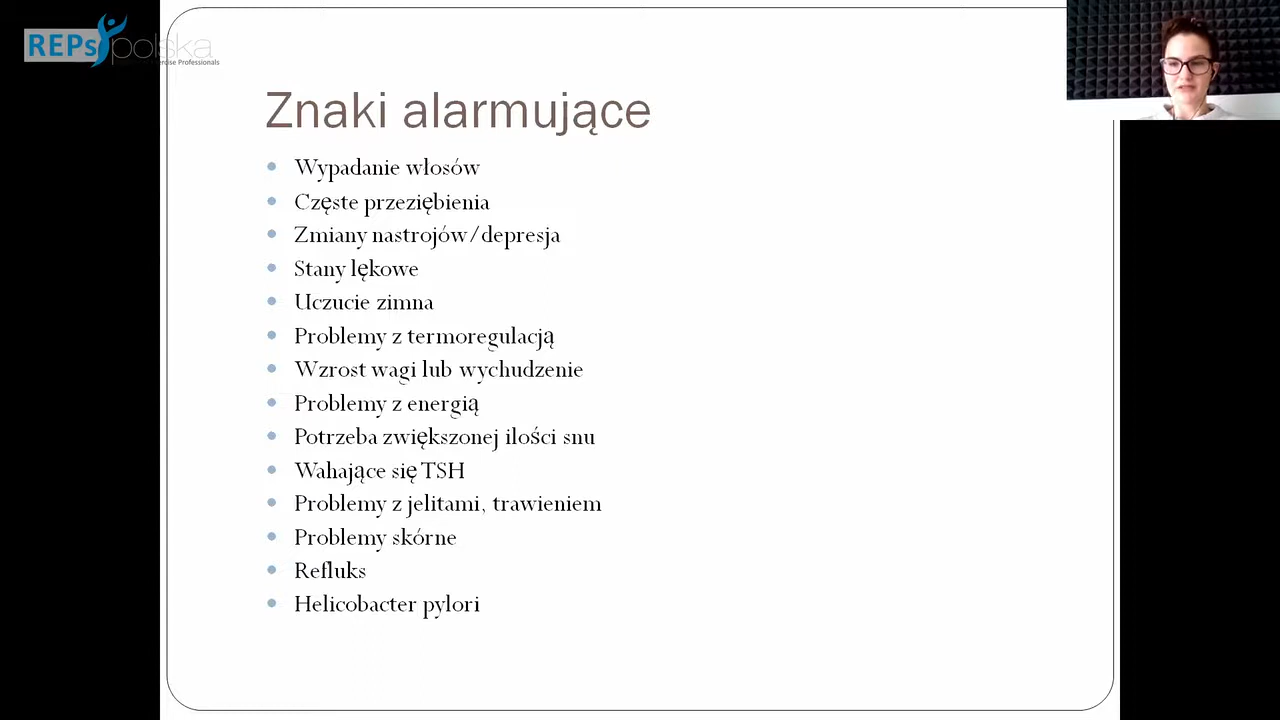 REPs polska
ercise Professionals
Znaki alarmujące
Wypadanie włosów
Częste przeziębienia
Zmiany nastrojów/depresja
Stany lękowe
Uczucie zimna
Problemy z termoregulacją
Wzrost wagi lub wychudzenie
Problemy z energią
Potrzeba zwiększonej ilości snu
Wahające się TSH
Problemy z jelitami, trawieniem
Problemy skórne
Refluks
Helicobacter pylori